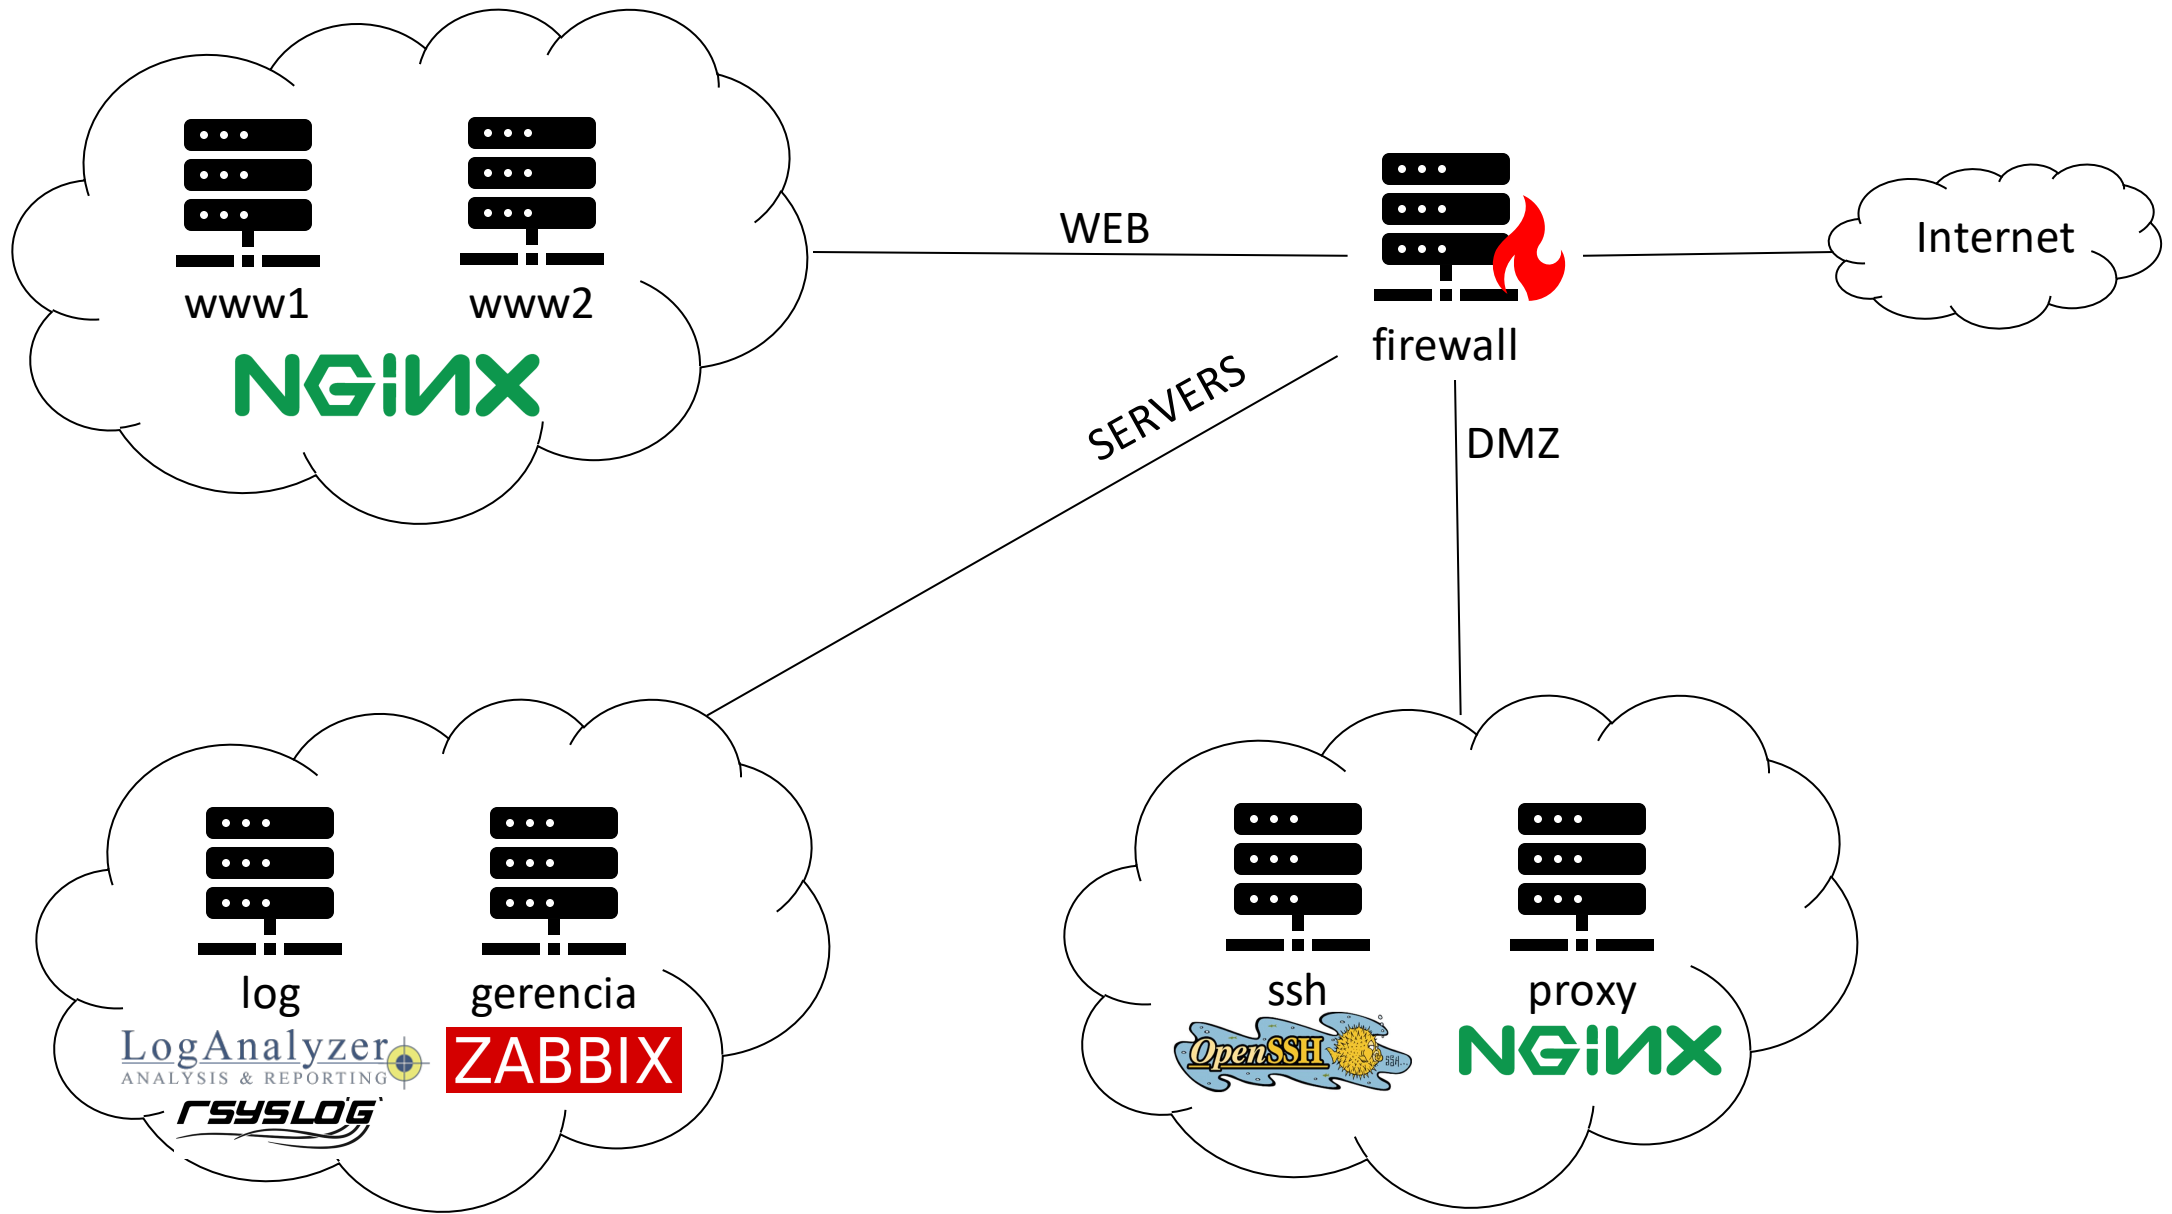 www1
www2
NGINX
WEB
firewall
Internet
SERVERS
DMZ
log
gerencia
LogAnalyzer
ANALYSIS & REPORTING
rsyslog
ZABBIX
ssh
proxy
OpenSSH
NGINX